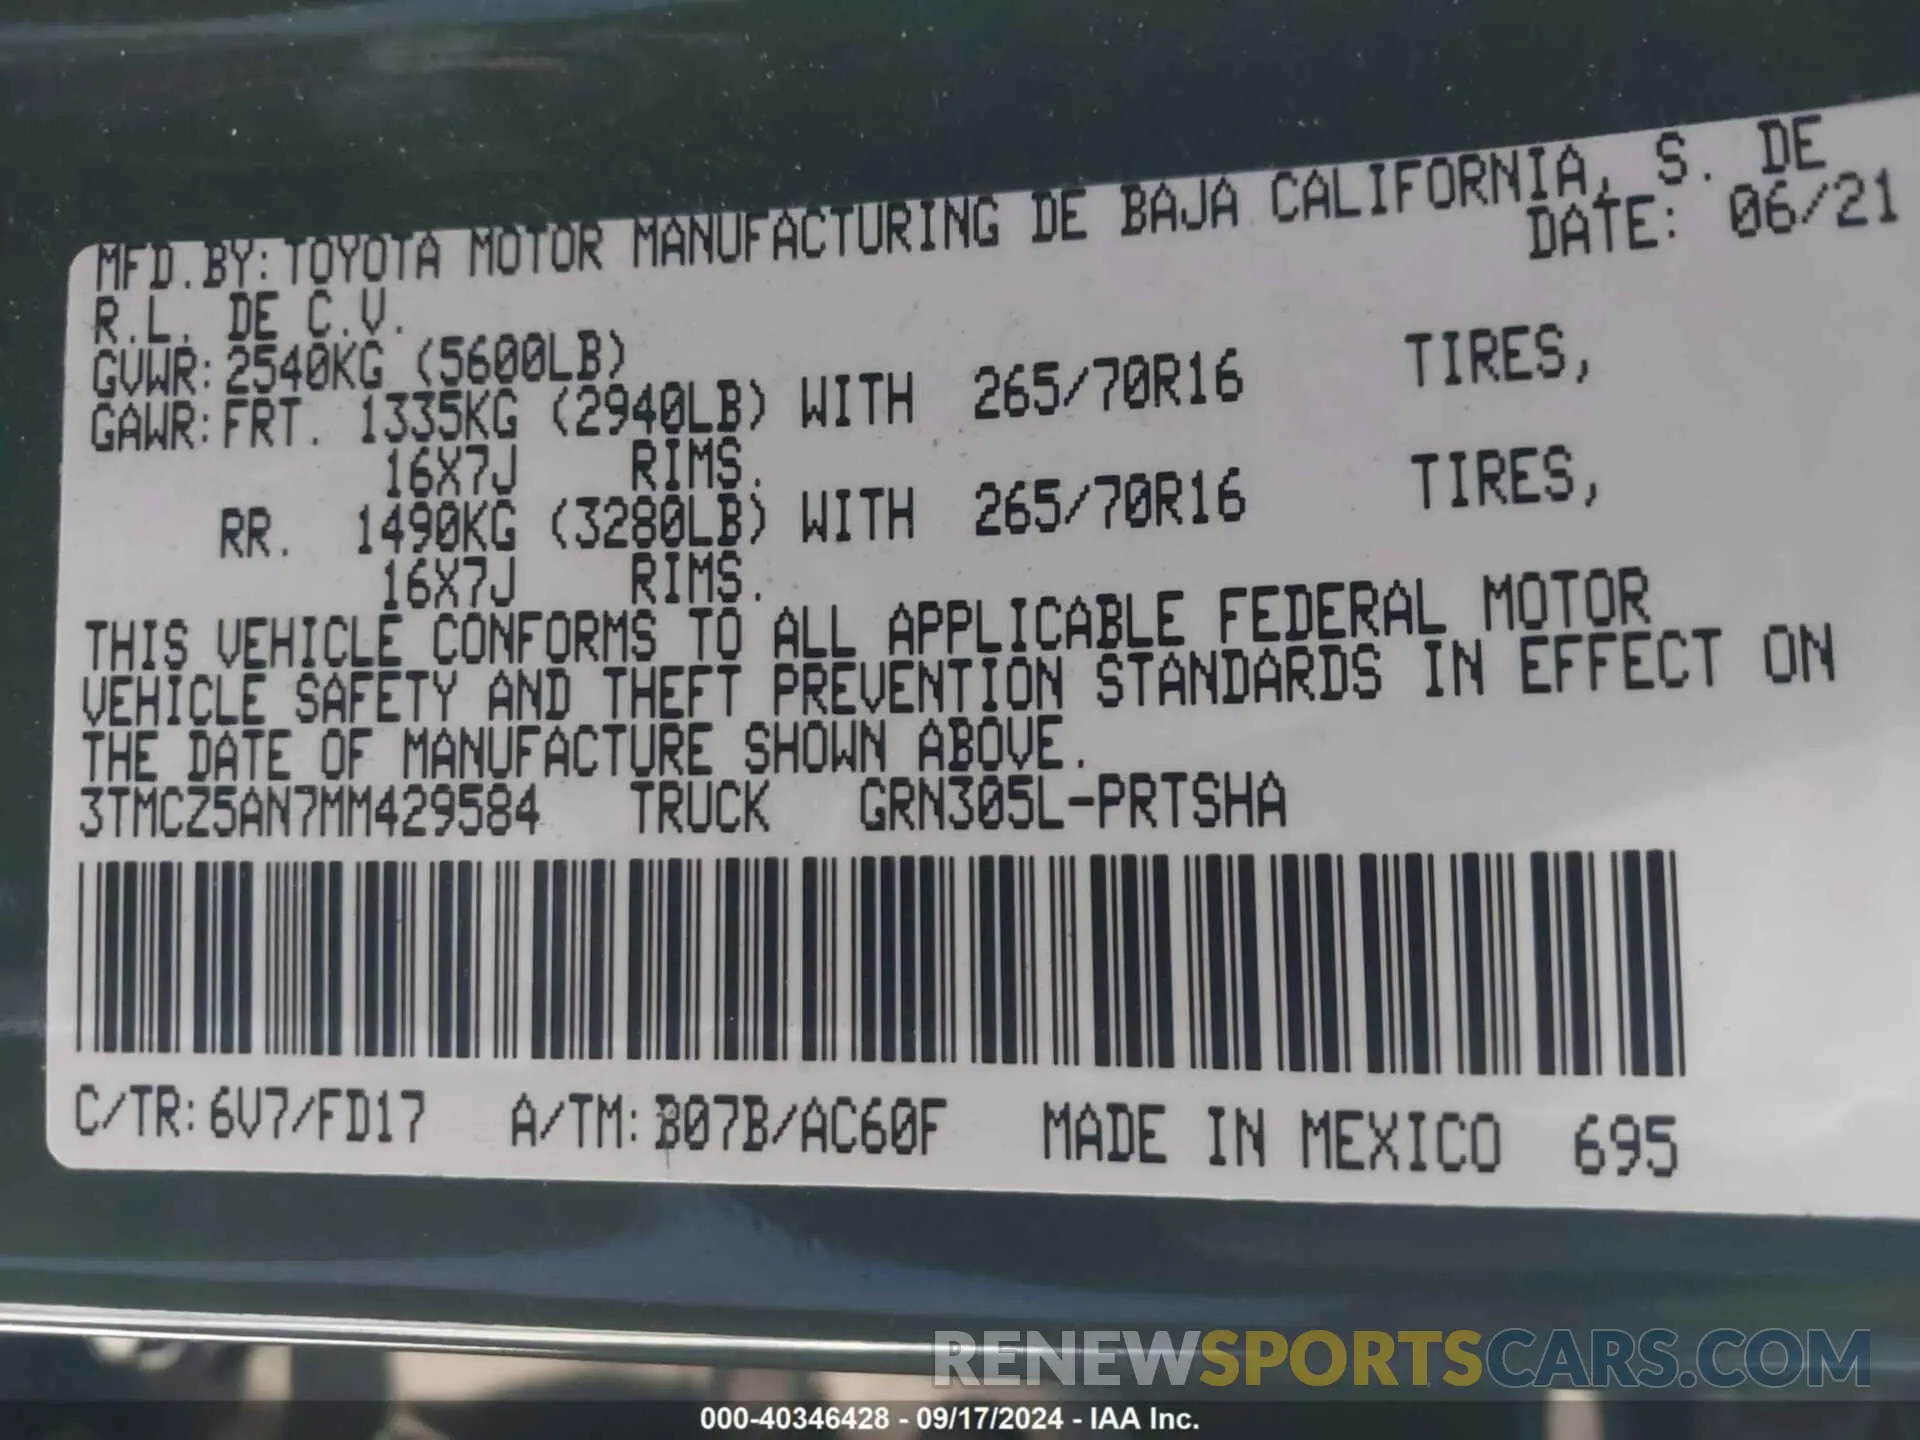 MFD.BY: TOYOTA MOTOR MANUFACTURING DE BAJA CALIFORNIA, S. DE
R.L. DE C.V. DATE: 06/21
GVWR: 2540KG (5600LB)
GAWR: FRT. 1335KG (2940LB) WITH 265/70R16 TIRES,
16X7J RIMS.
RR. 1490KG (3280LB) WITH 265/70R16 TIRES,
16X7J RIMS.
THIS VEHICLE CONFORMS TO ALL APPLICABLE FEDERAL MOTOR
VEHICLE SAFETY AND THEFT PREVENTION STANDARDS IN EFFECT ON
THE DATE OF MANUFACTURE SHOWN ABOVE.
3TMCZ5AN7MM429584 TRUCK GRN305L-PRTSHA
C/TR: 6V7/FD17 A/TM: B07B/AC60F MADE IN MEXICO 695
RENEWSPORTSCARS.COM
000-40346428 - 09/17/2024 - IAA Inc.